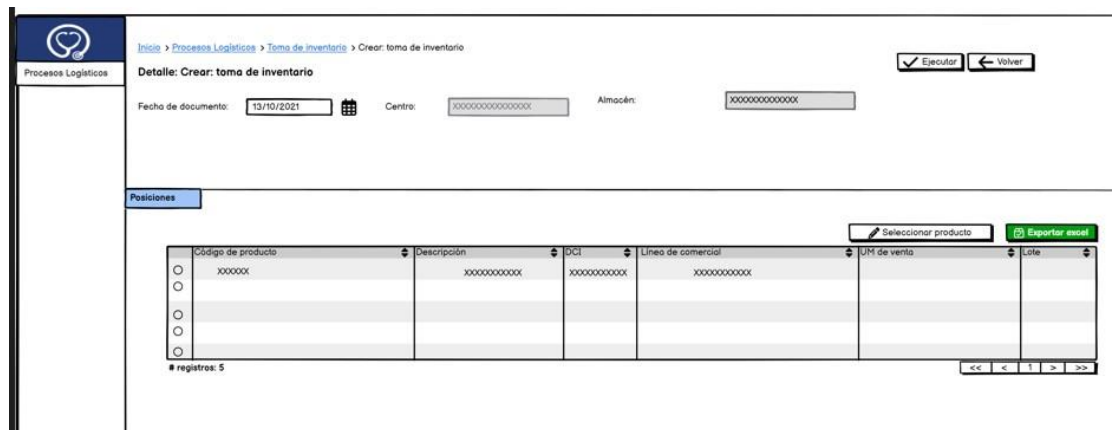 Inicio > Procesos Logísticos > Toma de inventario > Crear: toma de inventario
Procesos Logísticos
Detalle: Crear: toma de inventario
Ejecutar
Volver
Fecha de documento: 13/10/2021 Centro: XXXXXXXXXXXXXX Almacén: XXXXXXXXXXXX
Posiciones
Seleccionar producto
Exportar excel
Código de producto Descripción DCI Línea de comercial UM de venta Lote
XXXXXX XXXXXXXXXXX XXXXXXXXXXX XXXXXXXXXXX
# registros: 5
<< < 1 > >>